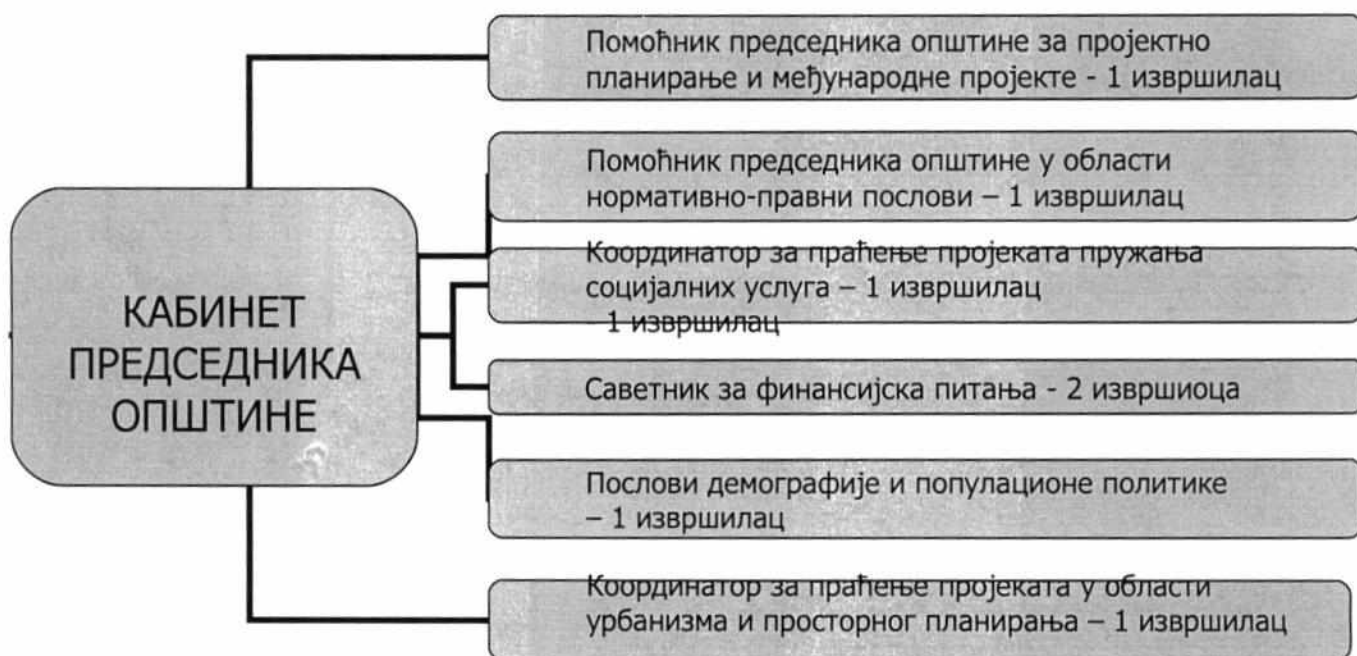 Помоћник председника општине за пројектно
планирање и међународне пројекте - 1 извршилац
Помоћник председника општине у области
нормативно-правни послови – 1 извршилац
Координатор за праћење пројеката пружања
социјалних услуга – 1 извршилац
- 1 извршилац
КАБИНЕТ
ПРЕДСЕДНИКА
ОПШТИНЕ
Саветник за финансијска питања - 2 извршиоца
Послови демографије и популационе политике
– 1 извршилац
Координатор за праћење пројеката у области
урбанизма и просторног планирања – 1 извршилац